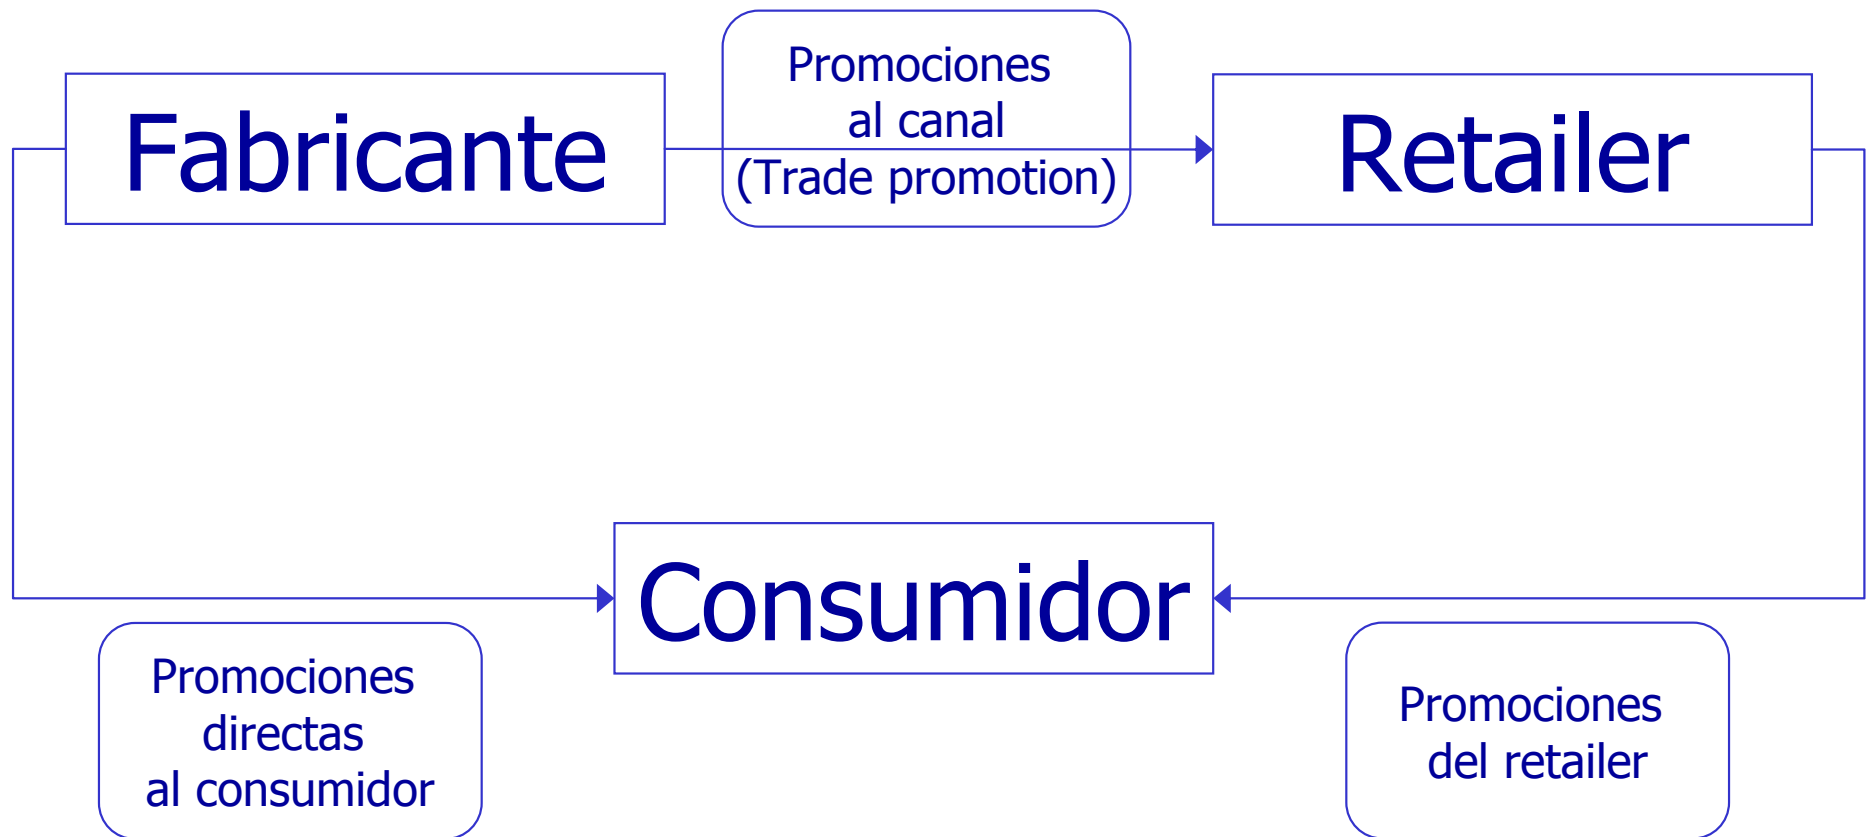 Fabricante
Promociones
al canal
(Trade promotion)
Retailer
Consumidor
Promociones
directas
al consumidor
Promociones
del retailer